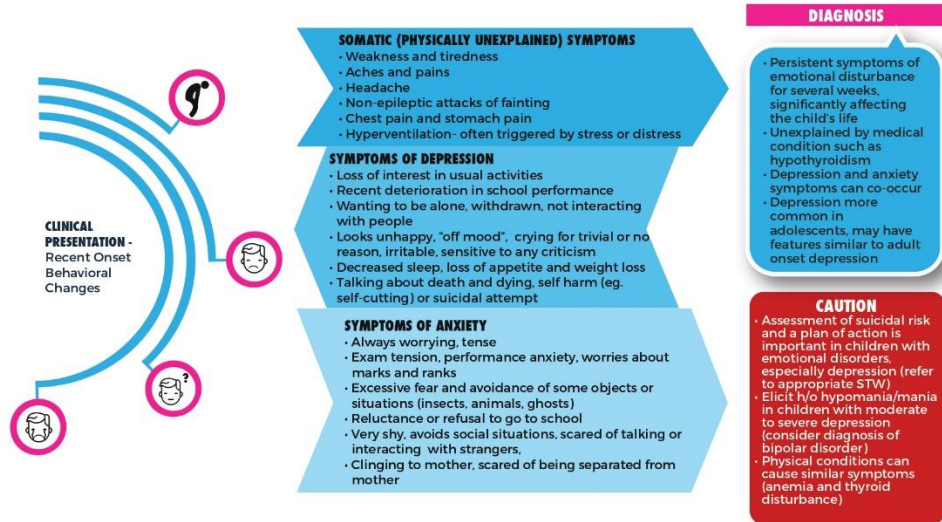 CLINICAL
PRESENTATION -
Recent Onset
Behavioral
Changes
?
SOMATIC (PHYSICALLY UNEXPLAINED) SYMPTOMS
• Weakness and tiredness
• Aches and pains
• Headache
• Non-epileptic attacks of fainting
• Chest pain and stomach pain
• Hyperventilation- often triggered by stress or distress
SYMPTOMS OF DEPRESSION
• Loss of interest in usual activities
• Recent deterioration in school performance
• Wanting to be alone, withdrawn, not interacting
with people
• Looks unhappy, "off mood", crying for trivial or no
reason, irritable, sensitive to any criticism
• Decreased sleep, loss of appetite and weight loss
• Talking about death and dying, self harm (eg.
self-cutting) or suicidal attempt
SYMPTOMS OF ANXIETY
• Always worrying, tense
• Exam tension, performance anxiety, worries about
marks and ranks
• Excessive fear and avoidance of some objects or
situations (insects, animals, ghosts)
• Reluctance or refusal to go to school
• Very shy, avoids social situations, scared of talking or
interacting with strangers,
• Clinging to mother, scared of being separated from
mother
DIAGNOSIS
• Persistent symptoms of
emotional disturbance
for several weeks,
significantly affecting
the child's life
• Unexplained by medical
condition such as
hypothyroidism
• Depression and anxiety
symptoms can co-occur
• Depression more
common in
adolescents, may have
features similar to adult
onset depression
CAUTION
• Assessment of suicidal risk
and a plan of action is
important in children with
emotional disorders,
especially depression (refer
to appropriate STW)
• Elicit h/o hypomania/mania
in children with moderate
to severe depression
(consider diagnosis of
bipolar disorder)
• Physical conditions can
cause similar symptoms
(anemia and thyroid
disturbance)